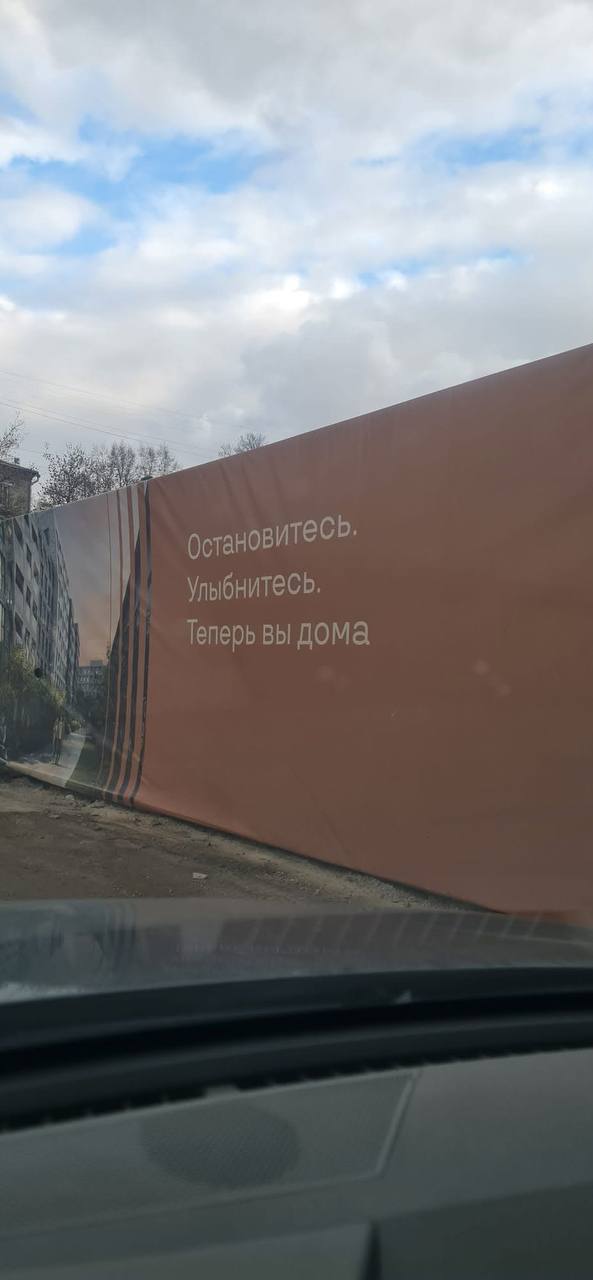 Остановитесь.
Улыбнитесь.
Теперь вы дома